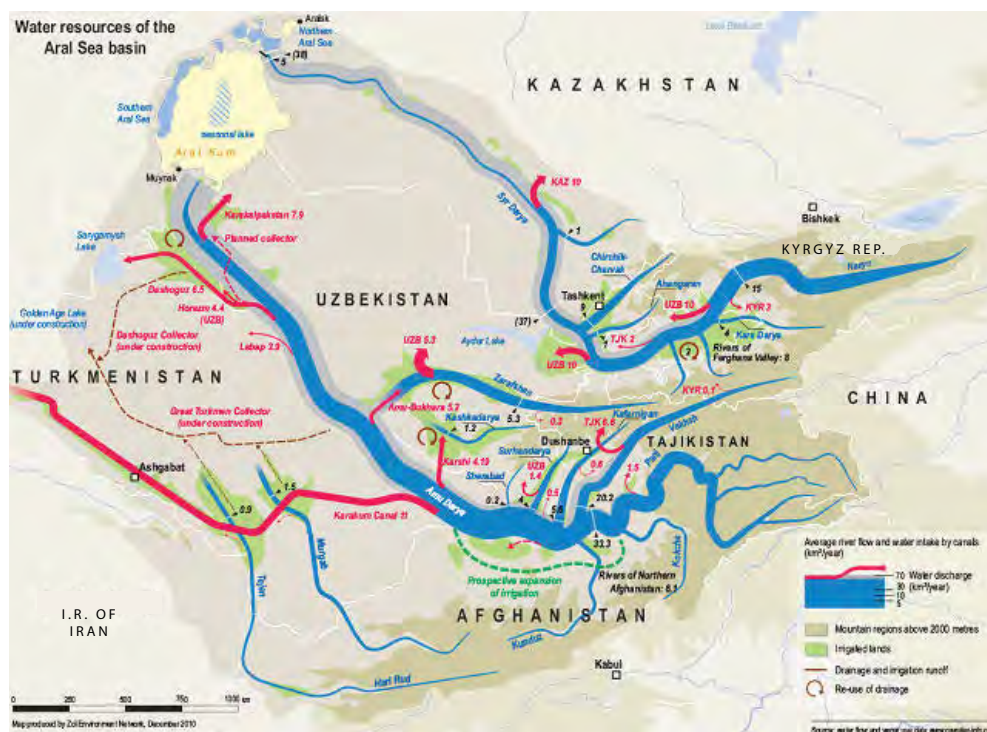 Water resources of the
Aral Sea basin
Aralsk
Northern
Aral Sea
5
(38)
KAZAKHSTAN
Southern
Aral Sea
seasonal lake
Aral Kum
Muynak
KAZ 10
Syr Darya
1
Bishkek
Karakalpakstan 7.9
Planned collector
Sarygamysh
Lake
Chirchik-
Charvak
KYRGYZ REP.
Naryn
Ahangaran
15
Dashoguz 6.5
UZBEKISTAN
Tashkent
9
UZB 10
KYR 3
Golden Age Lake
(under construction)
Horezm 4.4
(UZB)
(37)
7
TJK 2
4
Kara Darya
Dashoguz Collector
(under construction)
Lebap 3.9
Aydar Lake
UZB 10
2
Rivers of
Ferghana Valley: 8
UZB 5.3
TURKMENISTAN
Zarafshan
KYR 0.1
CHINA
Amu-Bukhara 5.2
5.3
0.3
Kafarnigan
Great Turkmen Collector
(under construction)
Kashkadarya
1.2
TJK 6.6
Vakhsh
Dushanbe
TAJIKISTAN
Surhandarya
Karshi 4.19
UZB
1.4
0.6
Panj
1.5
Ashgabat
Sherabad
1.5
0.5
Amu Darya
0.2
4
5.6
20.2
0.9
Karakum Canal 11
33.3
Kokcha
Average river flow and water intake by canals
(km³/year)
Murgab
Prospective expansion
of irrigation
70 Water discharge
30 (km³/year)
10
5
Tejen
Rivers of Northern
Afghanistan: 6.1
I.R. OF
IRAN
AFGHANISTAN
Mountain regions above 2000 metres
Kunduz
Irrigated lands
Kabul
Drainage and irrigation runoff
Hari Rud
Re-use of drainage
0 250 500 750 1000 km
Map produced by Zoï Environment Network, December 2010